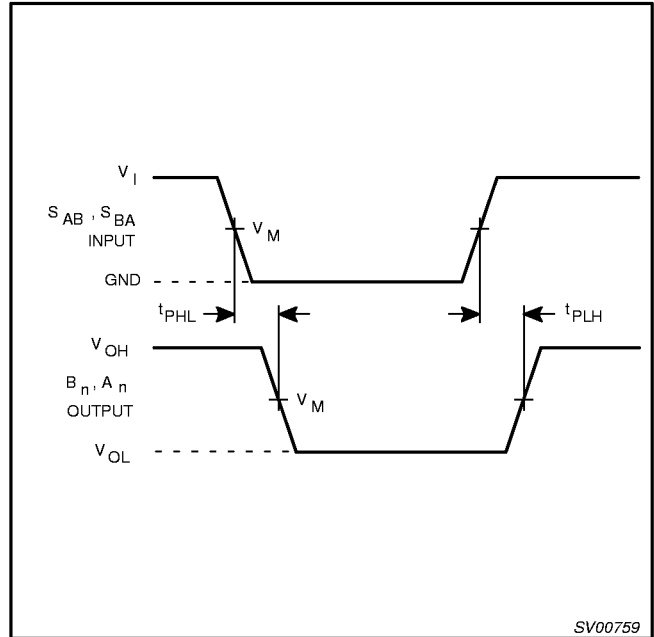 V I
S AB , S BA
INPUT
V M
GND
t PHL
t PLH
V OH
B n , A n
OUTPUT
V M
V OL
SV00759